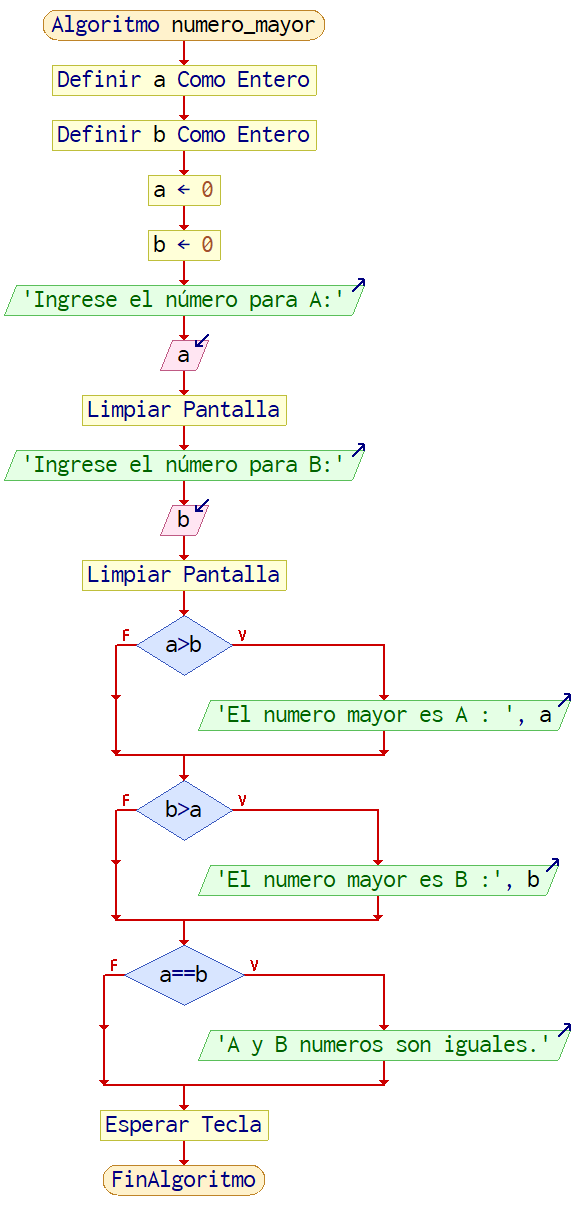 Algoritmo numero_mayor
Definir a Como Entero
Definir b Como Entero
a ← 0
b ← 0
'Ingrese el número para A:'
a
Limpiar Pantalla
'Ingrese el número para B:'
b
Limpiar Pantalla
F a>b V
'El numero mayor es A : ', a
F b>a V
'El numero mayor es B :', b
F a==b V
'A y B numeros son iguales.'
Esperar Tecla
FinAlgoritmo